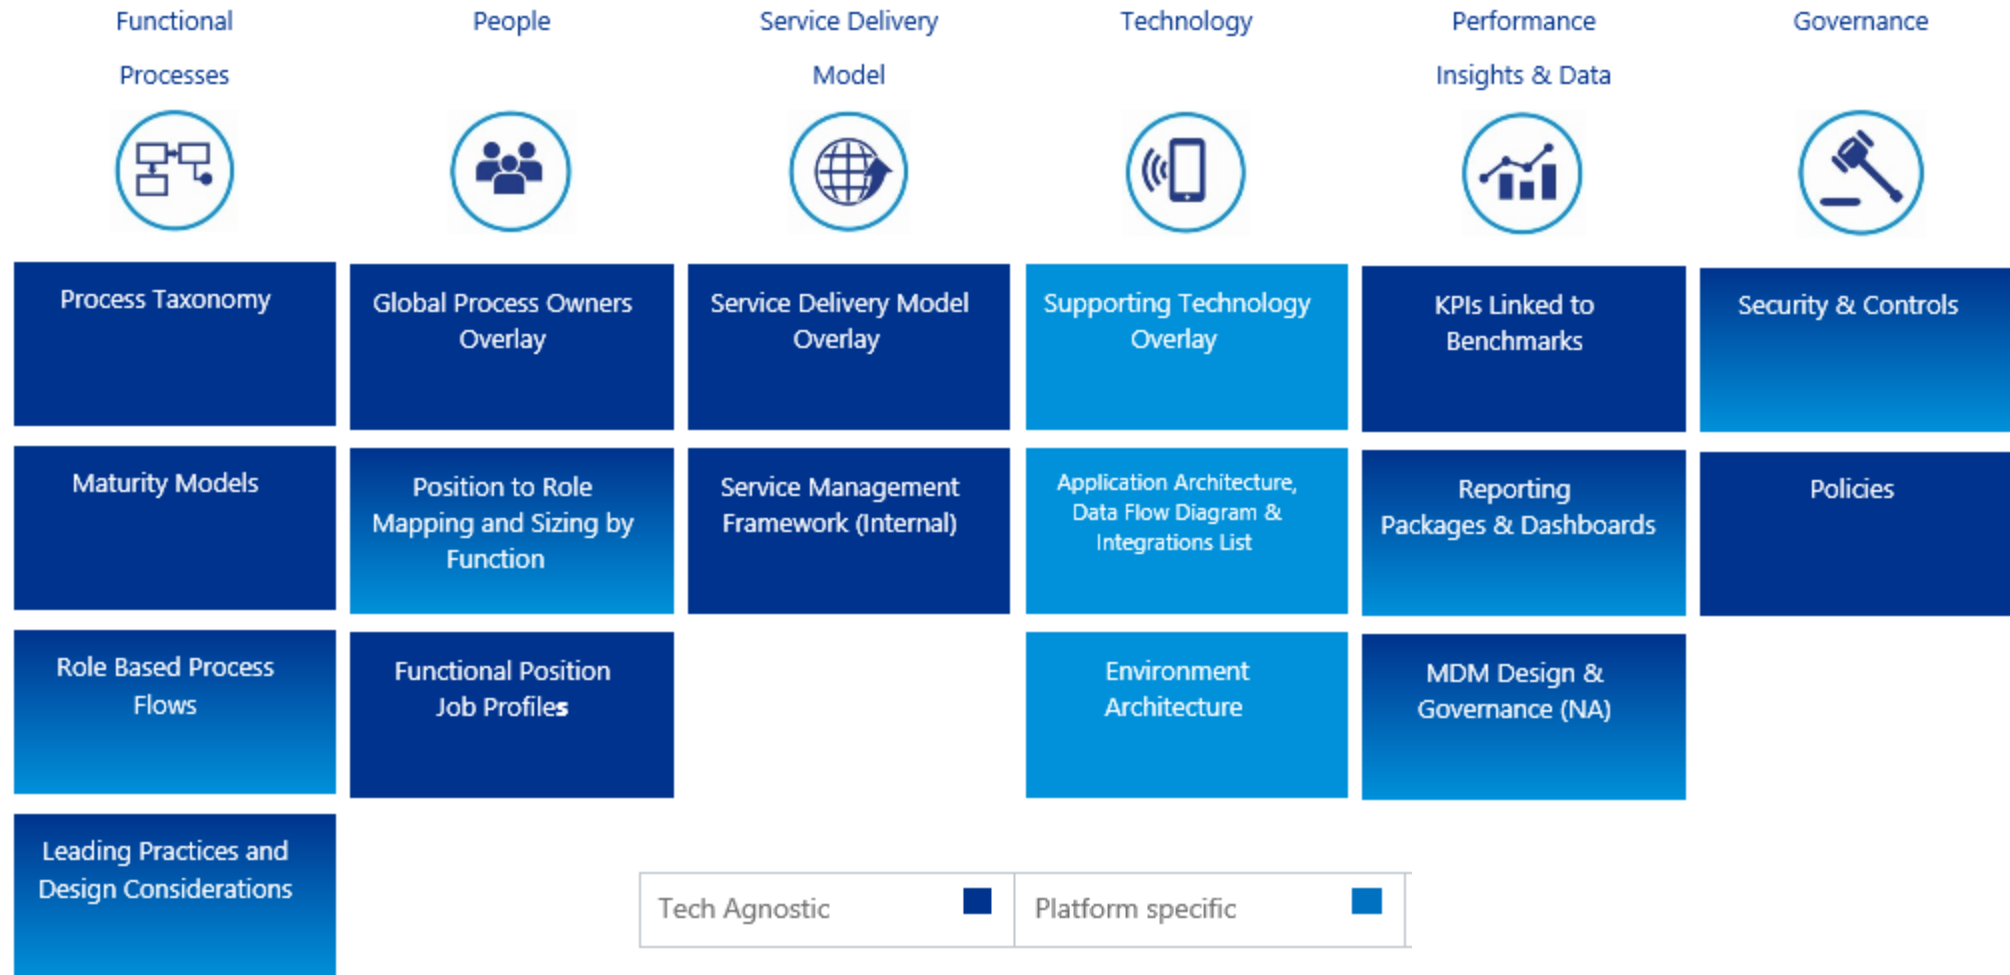 Functional
Processes
People
Service Delivery
Model
Technology
Performance
Insights & Data
Governance
Process Taxonomy
Global Process Owners
Overlay
Service Delivery Model
Overlay
Supporting Technology
Overlay
KPIs Linked to
Benchmarks
Security & Controls
Maturity Models
Position to Role
Mapping and Sizing by
Function
Service Management
Framework (Internal)
Application Architecture,
Data Flow Diagram &
Integrations List
Reporting
Packages & Dashboards
Policies
Role Based Process
Flows
Functional Position
Job Profiles
Environment
Architecture
MDM Design &
Governance (NA)
Leading Practices and
Design Considerations
Tech Agnostic
Platform specific